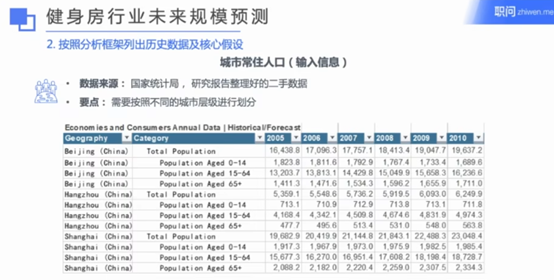 健身房行业未来规模预测
职问 zhiwen.me
2. 按照分析框架列出历史数据及核心假设
城市常住人口（输入信息）
• 数据来源： 国家统计局， 研究报告整理好的二手数据
• 要点： 需要按照不同的城市层级进行划分
Economies and Consumers Annual Data | Historical/Forecast
Geography Category 2005 2006 2007 2008 2009 2010
Beijing (China) Total Population 16,438.8 17,096.3 17,757.1 18,413.4 19,047.7 19,637.2
Beijing (China) Population Aged 0-14 1,823.8 1,811.6 1,792.9 1,767.4 1,733.4 1,689.6
Beijing (China) Population Aged 15-64 13,203.7 13,813.1 14,429.8 15,049.9 15,658.3 16,236.6
Beijing (China) Population Aged 65+ 1,411.3 1,471.6 1,534.3 1,596.2 1,655.9 1,711.0
Hangzhou (China) Total Population 5,359.1 5,548.6 5,736.2 5,919.5 6,093.0 6,249.9
Hangzhou (China) Population Aged 0-14 713.1 710.9 712.9 713.8 713.1 711.8
Hangzhou (China) Population Aged 15-64 4,168.4 4,342.1 4,509.8 4,674.6 4,831.9 4,974.3
Hangzhou (China) Population Aged 65+ 477.7 495.6 513.4 531.0 548.0 563.8
Shanghai (China) Total Population 19,682.9 20,419.9 21,144.8 21,843.1 22,488.3 23,048.4
Shanghai (China) Population Aged 0-14 1,917.3 1,967.9 1,973.0 1,975.9 1,982.5 1,985.4
Shanghai (China) Population Aged 15-64 15,677.3 16,270.0 16,951.4 17,608.2 18,198.4 18,728.7
Shanghai (China) Population Aged 65+ 2,088.2 2,182.0 2,220.4 2,259.0 2,307.5 2,334.3